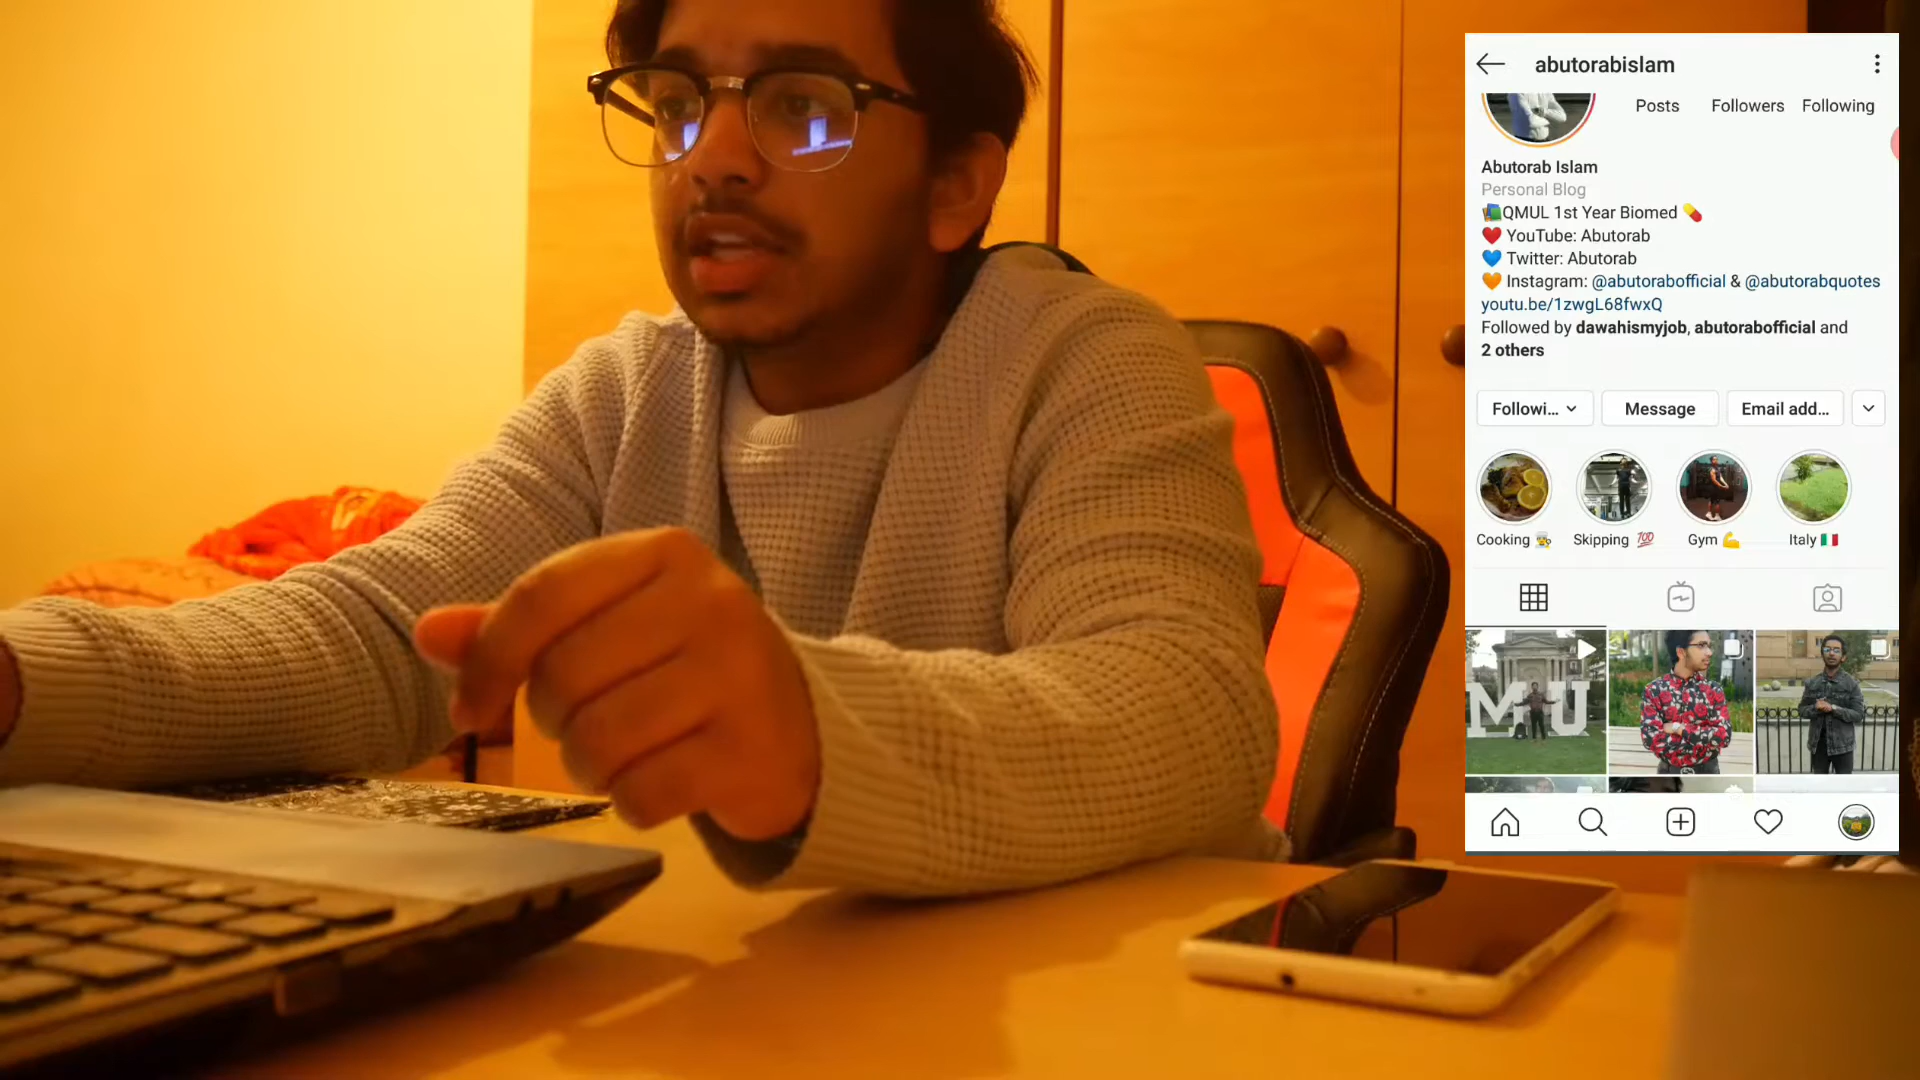 abutorabislam
Posts Followers Following
Abutorab Islam
Personal Blog
QMUL 1st Year Biomed
YouTube: Abutorab
Twitter: Abutorab
Instagram: @abutorabofficial & @abutorabquotes
youtu.be/1zwgL68fwxQ
Followed by dawahismyjob, abutorabofficial and
2 others
Followi... Message Email add...
Cooking Skipping 💯 Gym Italy
MU